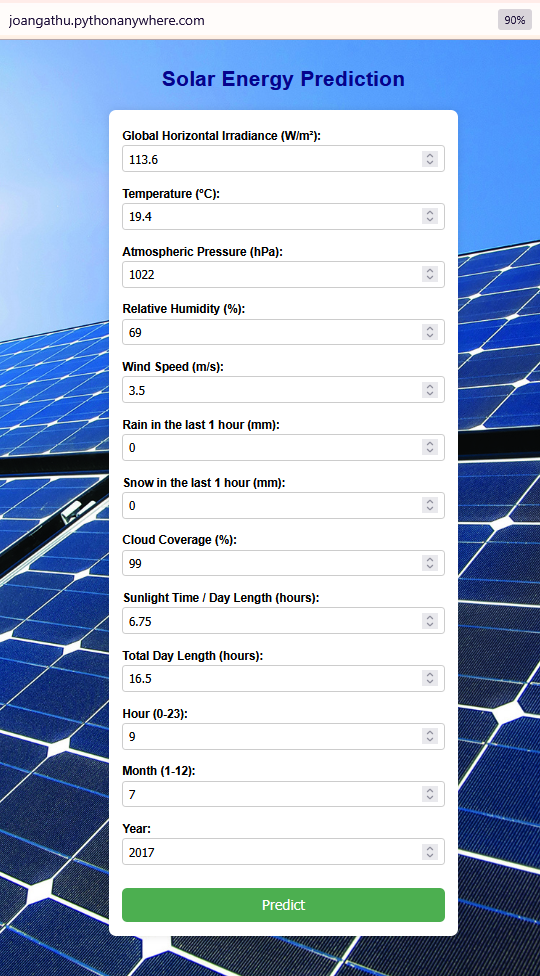 joangathu.pythonanywhere.com
90%
Solar Energy Prediction
Global Horizontal Irradiance (W/m²):
113.6
Temperature (°C):
19.4
Atmospheric Pressure (hPa):
1022
Relative Humidity (%):
69
Wind Speed (m/s):
3.5
Rain in the last 1 hour (mm):
0
Snow in the last 1 hour (mm):
0
Cloud Coverage (%):
99
Sunlight Time / Day Length (hours):
6.75
Total Day Length (hours):
16.5
Hour (0-23):
9
Month (1-12):
7
Year:
2017
Predict